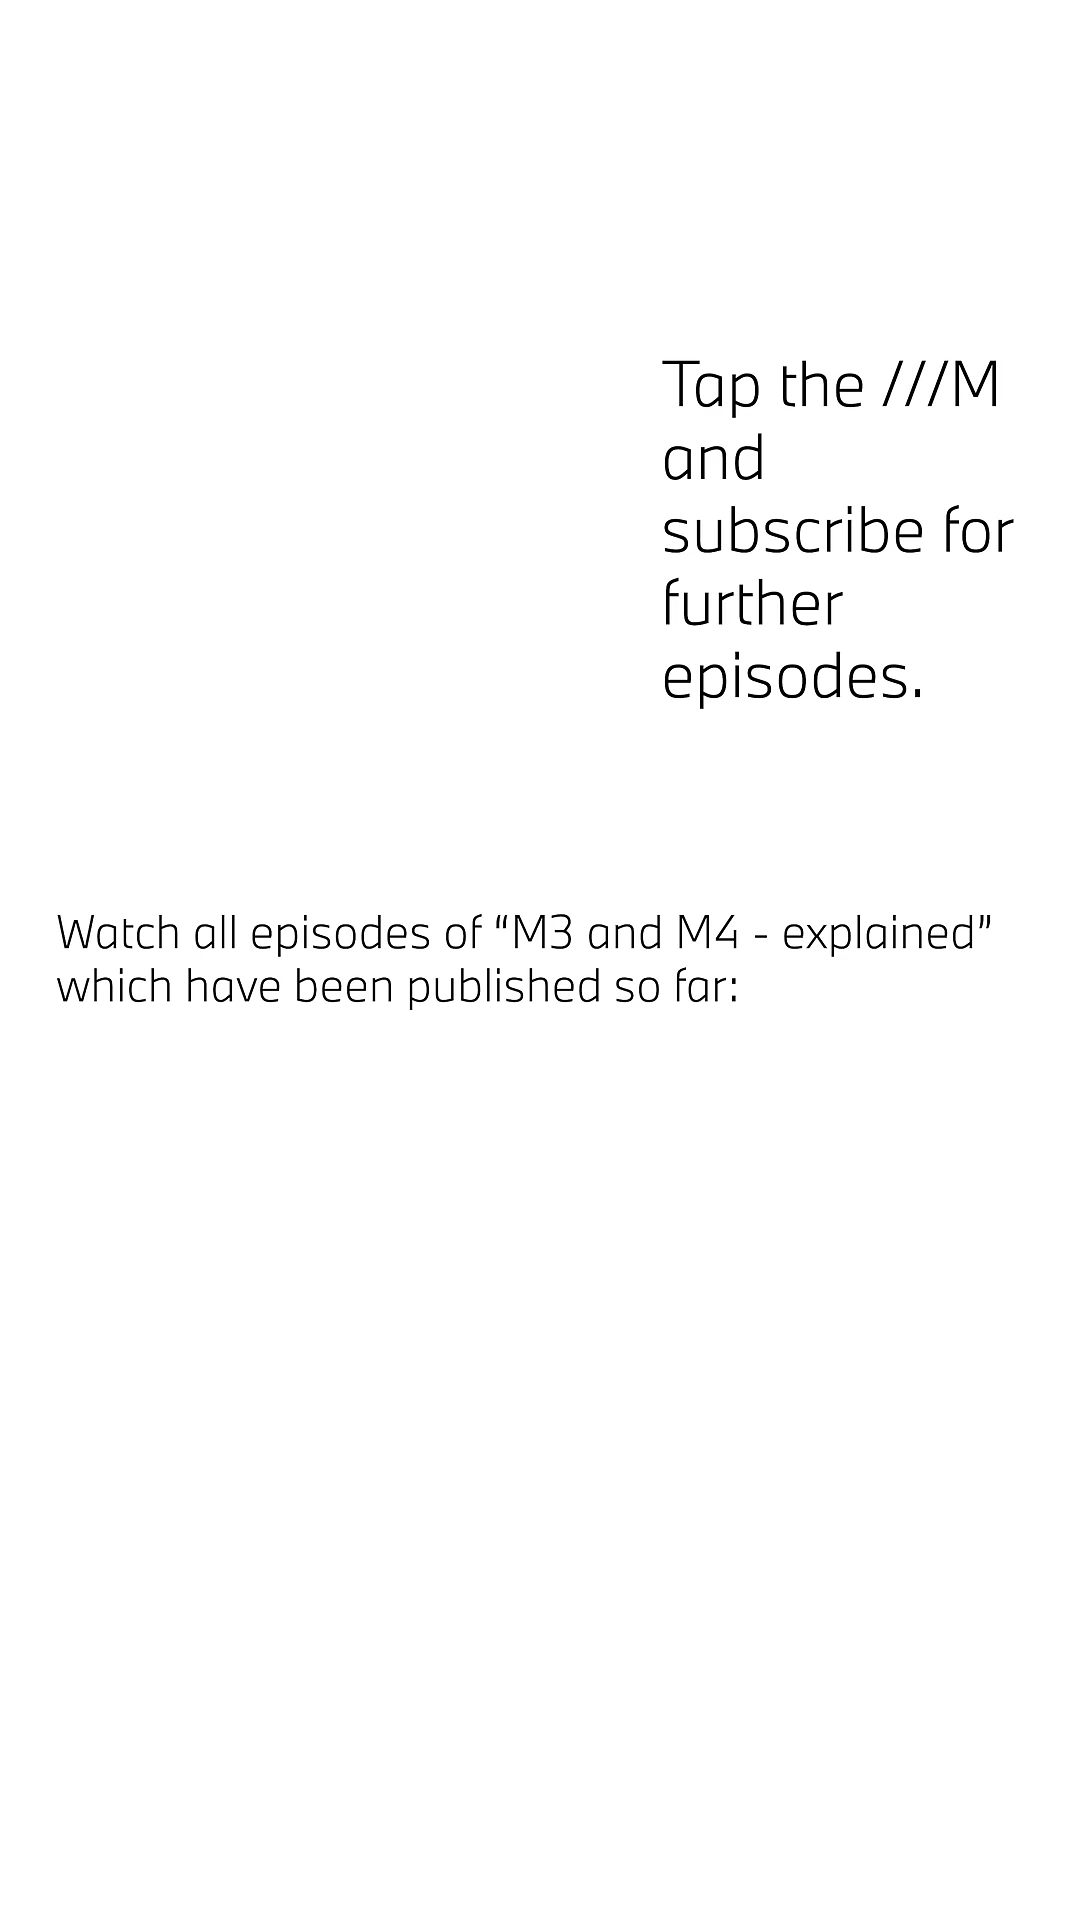 Tap the ///M
and
subscribe for
further
episodes.
Watch all episodes of “M3 and M4 - explained”
which have been published so far: